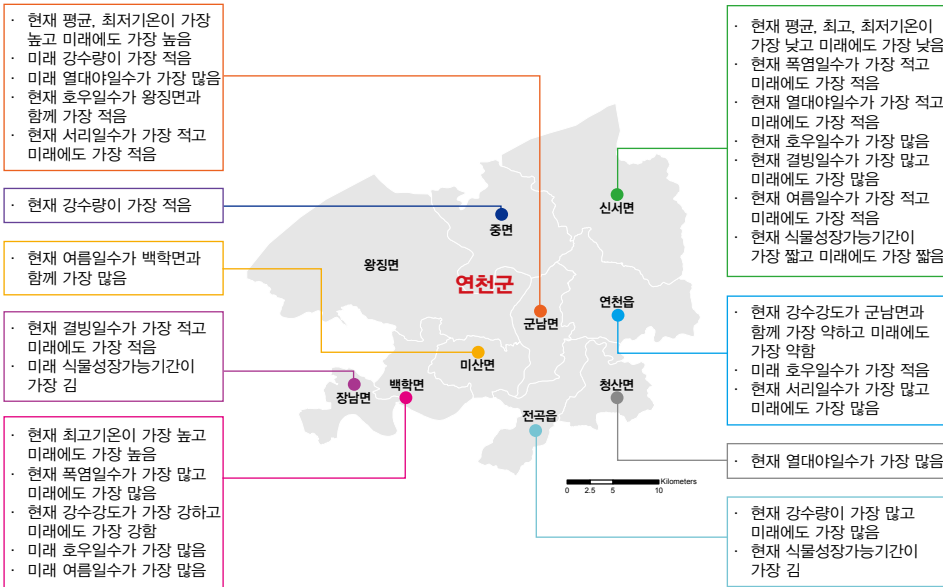 · 현재 평균, 최저기온이 가장
높고 미래에도 가장 높음
· 미래 강수량이 가장 적음
· 미래 열대야일수가 가장 많음
· 현재 호우일수가 왕징면과
함께 가장 적음
· 현재 서리일수가 가장 적고
미래에도 가장 적음
· 현재 강수량이 가장 적음
· 현재 여름일수가 백학면과
함께 가장 많음
· 현재 결빙일수가 가장 적고
미래에도 가장 적음
· 미래 식물성장가능기간이
가장 김
· 현재 최고기온이 가장 높고
미래에도 가장 높음
· 현재 폭염일수가 가장 많고
미래에도 가장 많음
· 현재 강수강도가 가장 강하고
미래에도 가장 강함
· 미래 호우일수가 가장 많음
· 미래 여름일수가 가장 많음
신서면
중면
왕징면
연천군
연천읍
군남면
미산면
장남면
백학면
청산면
전곡읍
Kilometers
0 2.5 5 10
· 현재 평균, 최고, 최저기온이
가장 낮고 미래에도 가장 낮음
· 현재 폭염일수가 가장 적고
미래에도 가장 적음
· 현재 열대야일수가 가장 적고
미래에도 가장 적음
· 현재 호우일수가 가장 많음
· 현재 결빙일수가 가장 많고
미래에도 가장 많음
· 현재 여름일수가 가장 적고
미래에도 가장 적음
· 현재 식물성장가능기간이
가장 짧고 미래에도 가장 짧음
· 현재 강수강도가 군남면과
함께 가장 약하고 미래에도
가장 약함
· 미래 호우일수가 가장 적음
· 현재 서리일수가 가장 많고
미래에도 가장 많음
· 현재 열대야일수가 가장 많음
· 현재 강수량이 가장 많고
미래에도 가장 많음
· 현재 식물성장가능기간이
가장 김